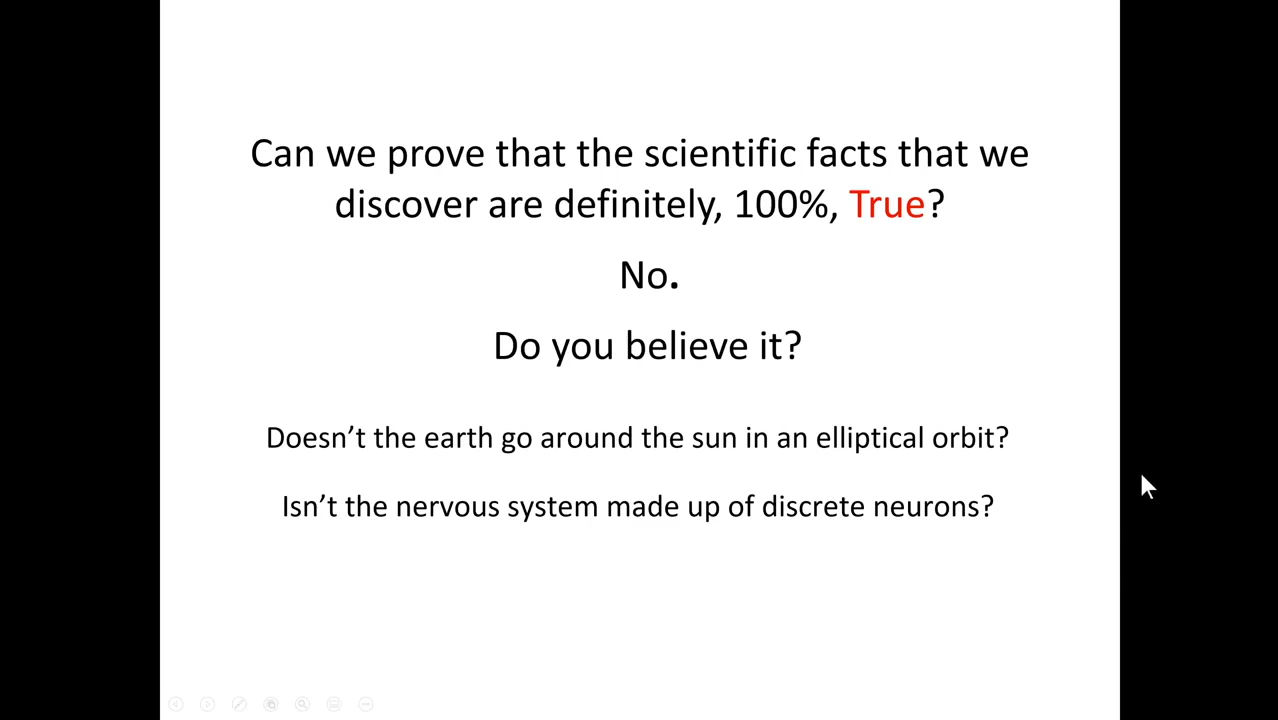 Can we prove that the scientific facts that we
discover are definitely, 100%, True?
No.
Do you believe it?
Doesn’t the earth go around the sun in an elliptical orbit?
Isn’t the nervous system made up of discrete neurons?